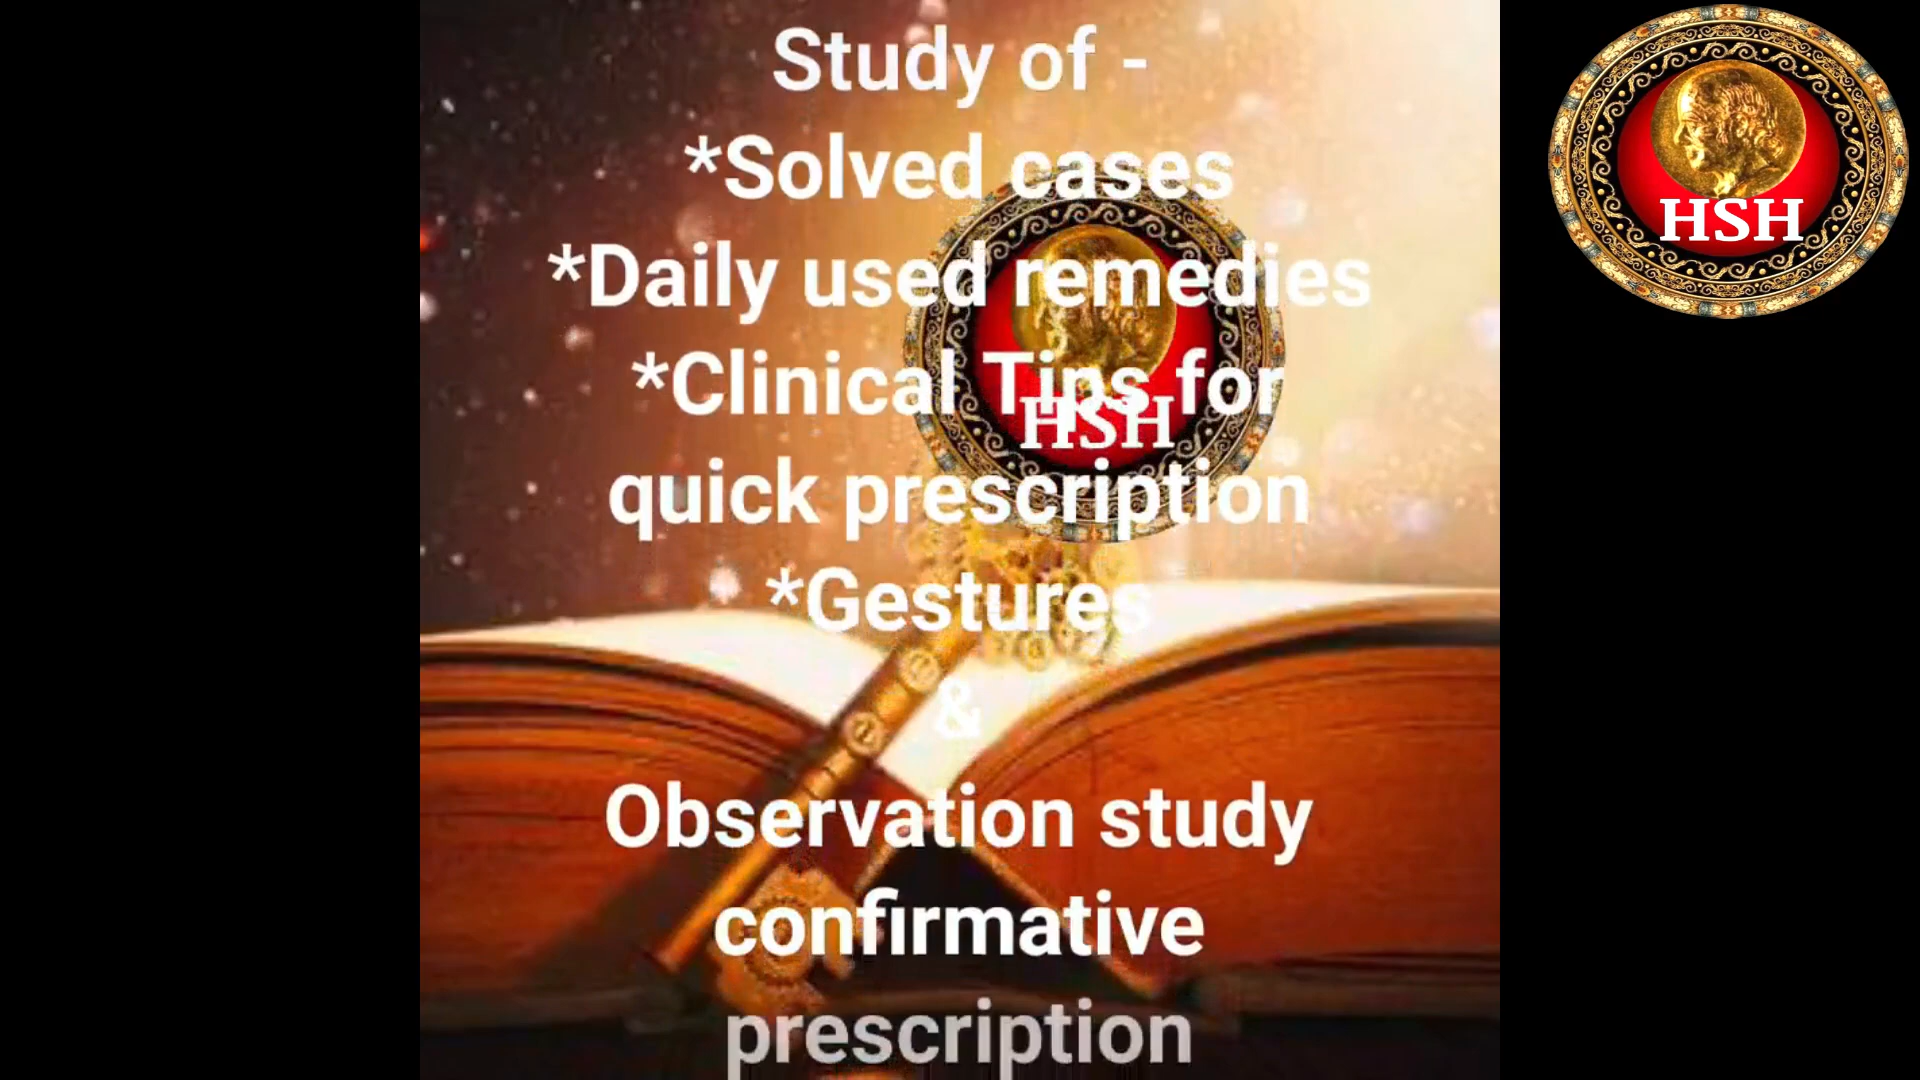 Study of -
*Solved cases
*Daily used remedies
*Clinical Tips for
quick prescription
*Gestures
&
Observation study
confirmative
prescription
HSH
HSH